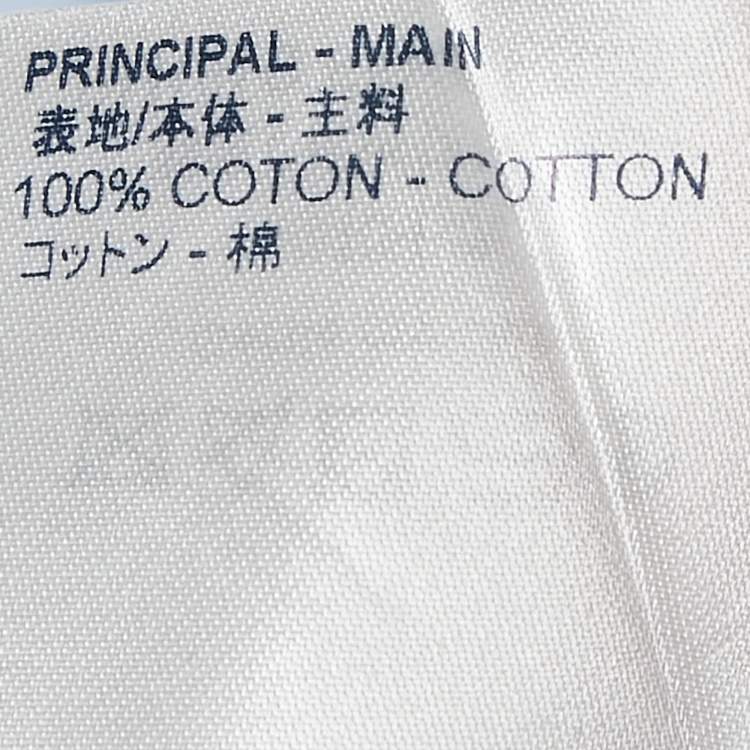 PRINCIPAL - MAIN
表地/本体 - 主料
100% COTON - COTTON
コットン - 棉